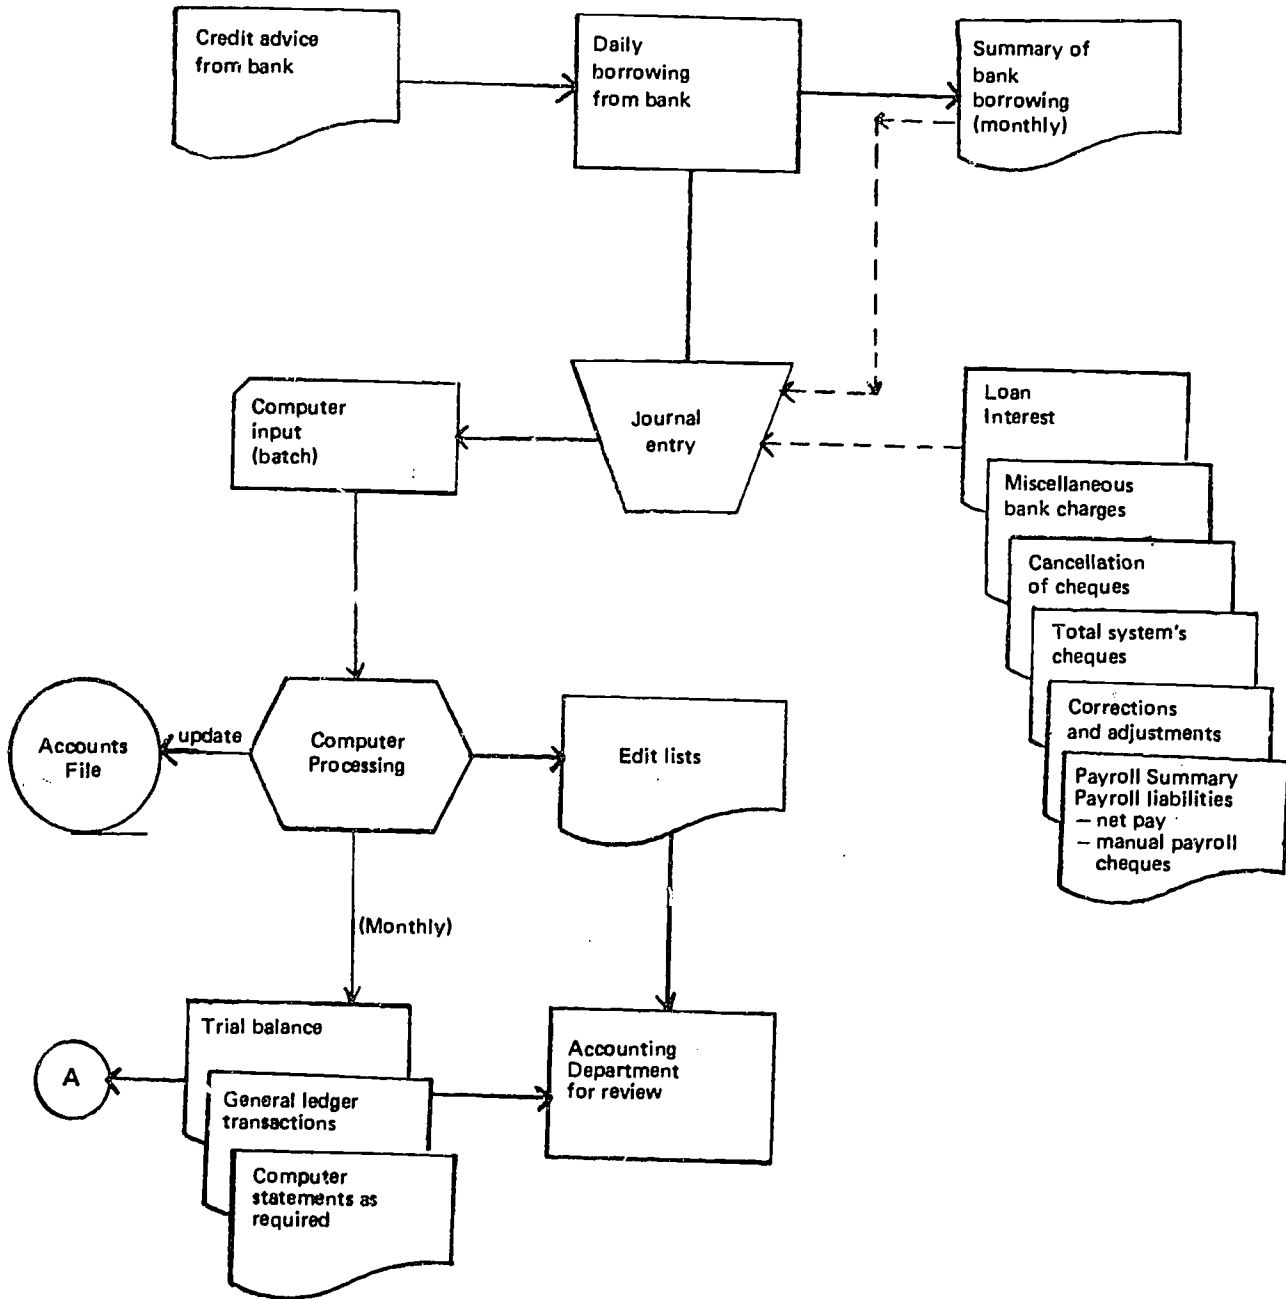 Credit advice
from bank
Daily
borrowing
from bank
Summary of
bank
borrowing
(monthly)
Computer
input
(batch)
Journal
entry
Loan
Interest
Miscellaneous
bank charges
Cancellation
of cheques
Total system's
cheques
Corrections
and adjustments
Payroll Summary
Payroll liabilities
– net pay
– manual payroll
cheques
Accounts
File
update
Computer
Processing
Edit lists
(Monthly)
Trial balance
A
General ledger
transactions
Computer
statements as
required
Accounting
Department
for review